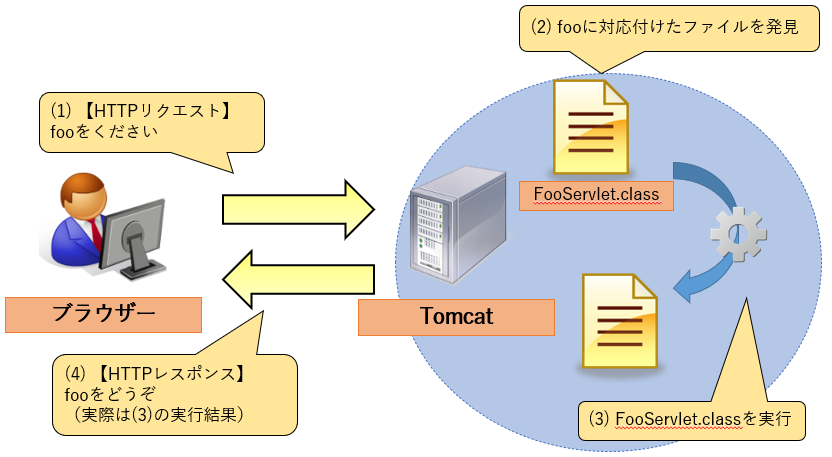 (1) 【HTTPリクエスト】
fooをください
(2) fooに対応付けたファイルを発見
FooServlet.class
ブラウザー
Tomcat
(3) FooServlet.classを実行
(4) 【HTTPレスポンス】
fooをどうぞ
（実際は(3)の実行結果）